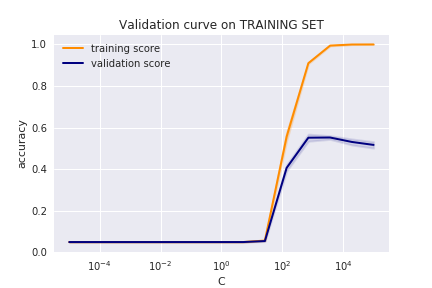 Validation curve on TRAINING SET
training score
validation score
accuracy
1.0
0.8
0.6
0.4
0.2
0.0
10⁻⁴ 10⁻² 10⁰ 10² 10⁴
C